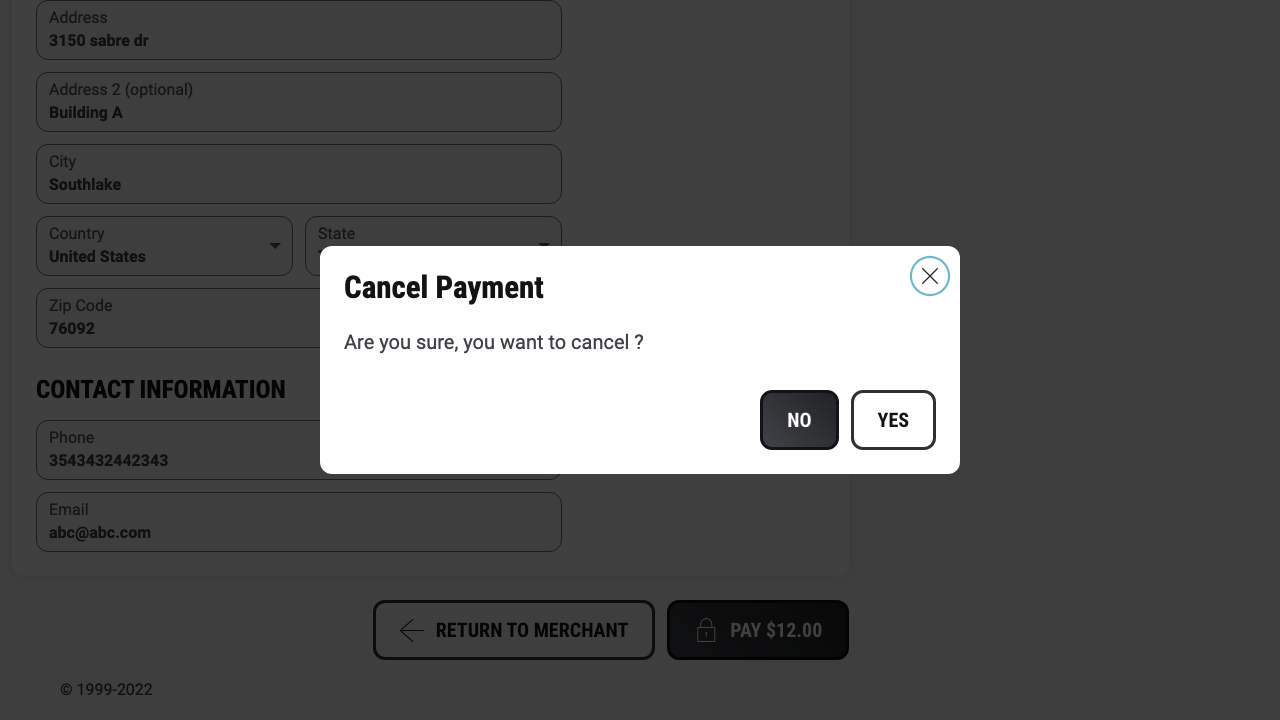 Address
3150 sabre dr
Address 2 (optional)
Building A
City
Southlake
Country
United States
State
Zip Code
76092
Cancel Payment
Are you sure, you want to cancel ?
NO
YES
CONTACT INFORMATION
Phone
3543432442343
Email
abc@abc.com
RETURN TO MERCHANT
PAY $12.00
© 1999-2022